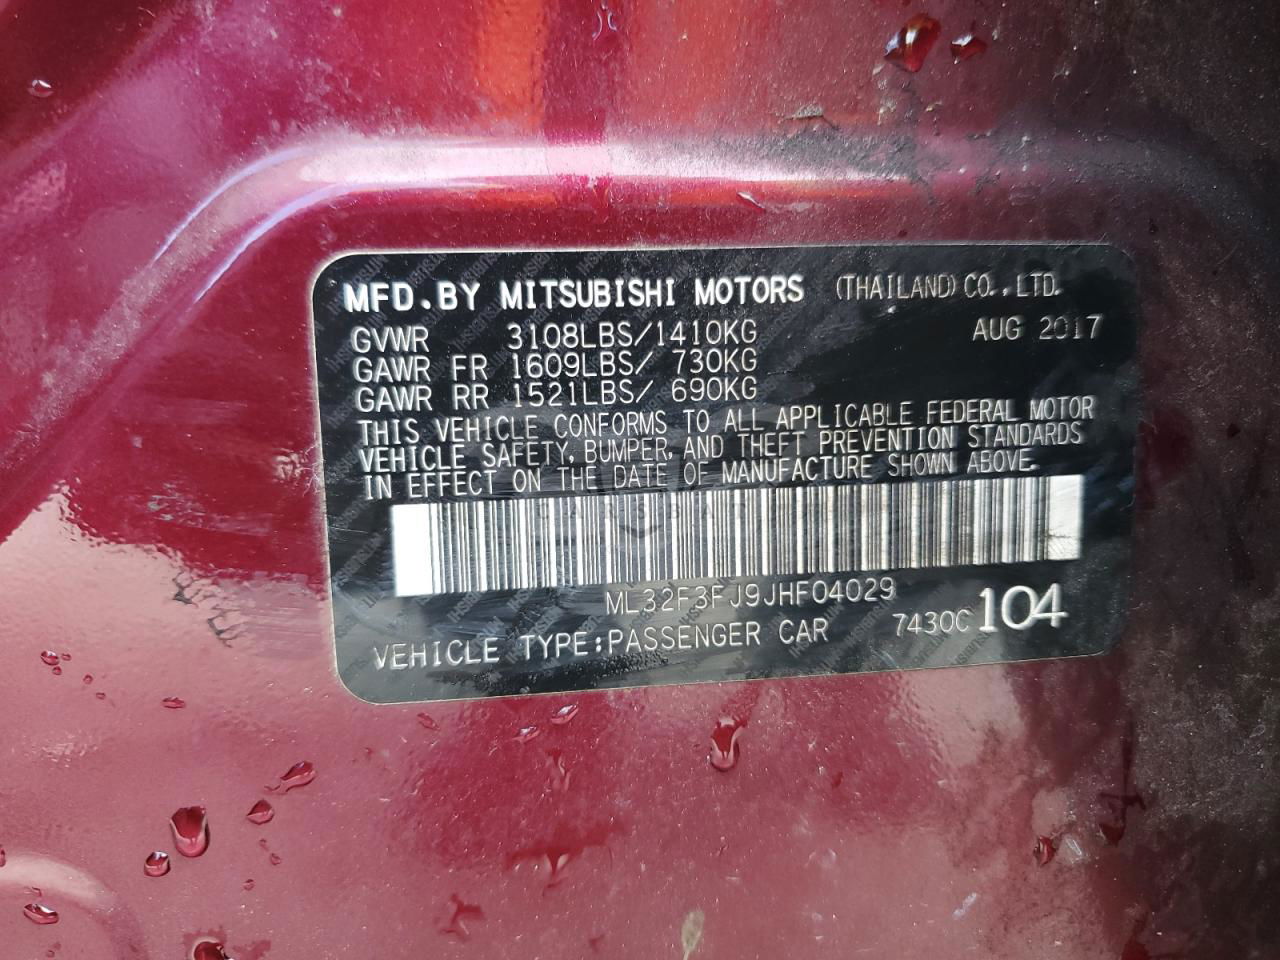 MFD.BY MITSUBISHI MOTORS (THAILAND) CO.,LTD.
GVWR 3108LBS/1410KG AUG 2017
GAWR FR 1609LBS/ 730KG
GAWR RR 1521LBS/ 690KG
THIS VEHICLE CONFORMS TO ALL APPLICABLE FEDERAL MOTOR
VEHICLE SAFETY, BUMPER, AND THEFT PREVENTION STANDARDS
IN EFFECT ON THE DATE OF MANUFACTURE SHOWN ABOVE.
ML32F3FJ9JHF04029
VEHICLE TYPE:PASSENGER CAR 7430C 104